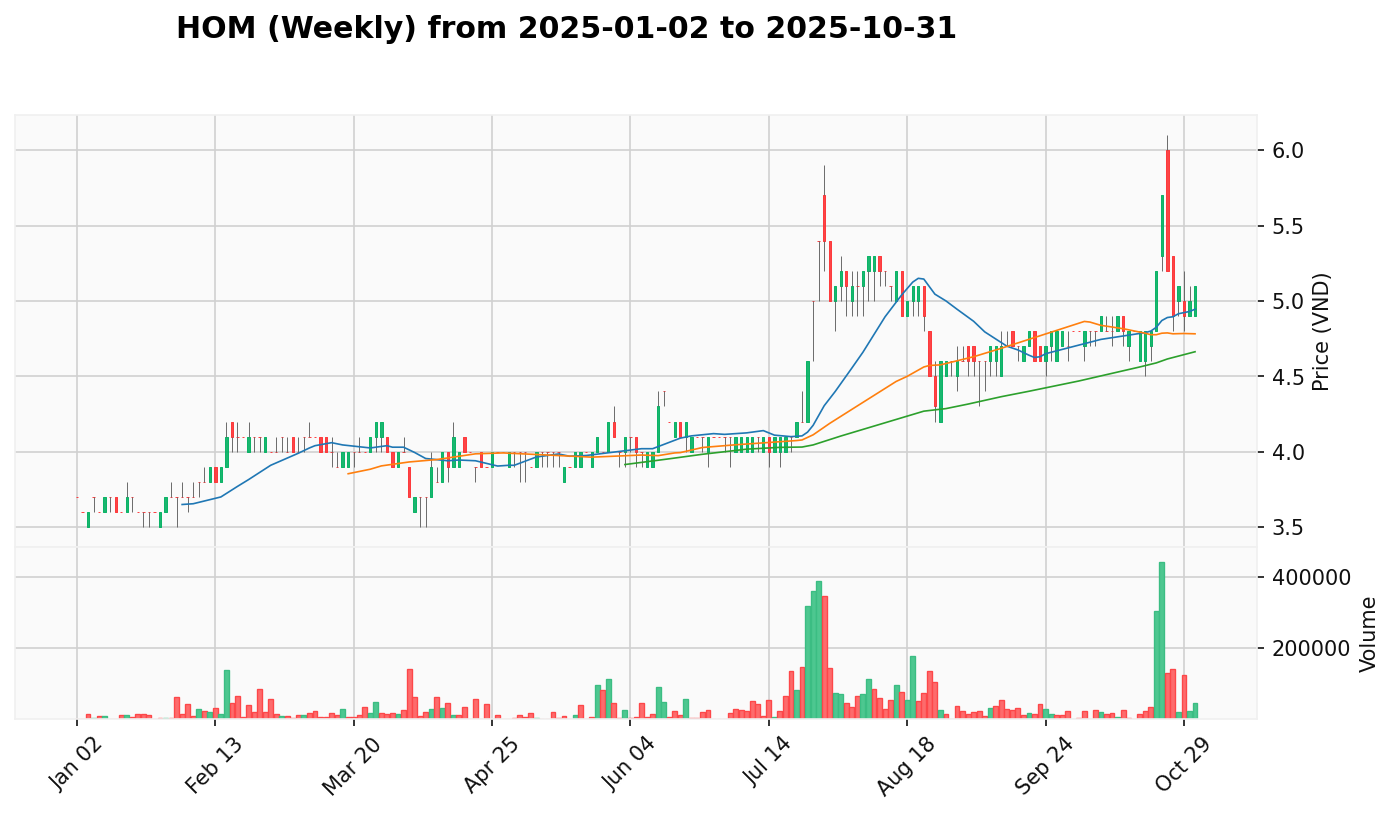 HOM (Weekly) from 2025-01-02 to 2025-10-31
6.0
5.5
5.0
4.5
4.0
3.5
Price (VND)
400000
200000
Volume
Jan 02
Feb 13
Mar 20
Apr 25
Jun 04
Jul 14
Aug 18
Sep 24
Oct 29